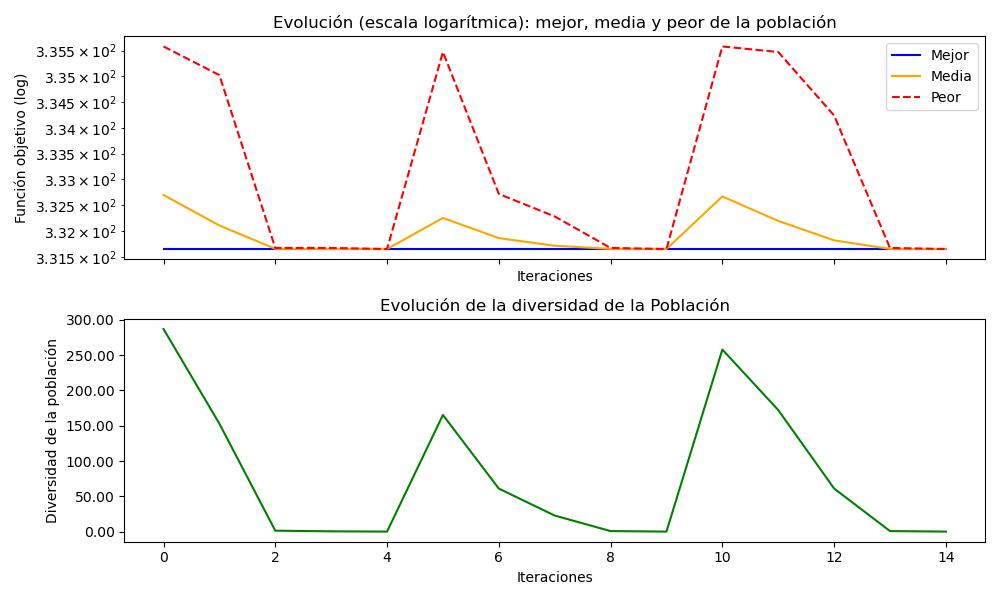 Evolución (escala logarítmica): mejor, media y peor de la población
Función objetivo (log)
3.355 × 10²
3.35 × 10²
3.345 × 10²
3.34 × 10²
3.335 × 10²
3.33 × 10²
3.325 × 10²
3.32 × 10²
3.315 × 10²
Mejor
Media
Peor
Iteraciones
Evolución de la diversidad de la Población
Diversidad de la población
300.00
250.00
200.00
150.00
100.00
50.00
0.00
0 2 4 6 8 10 12 14
Iteraciones